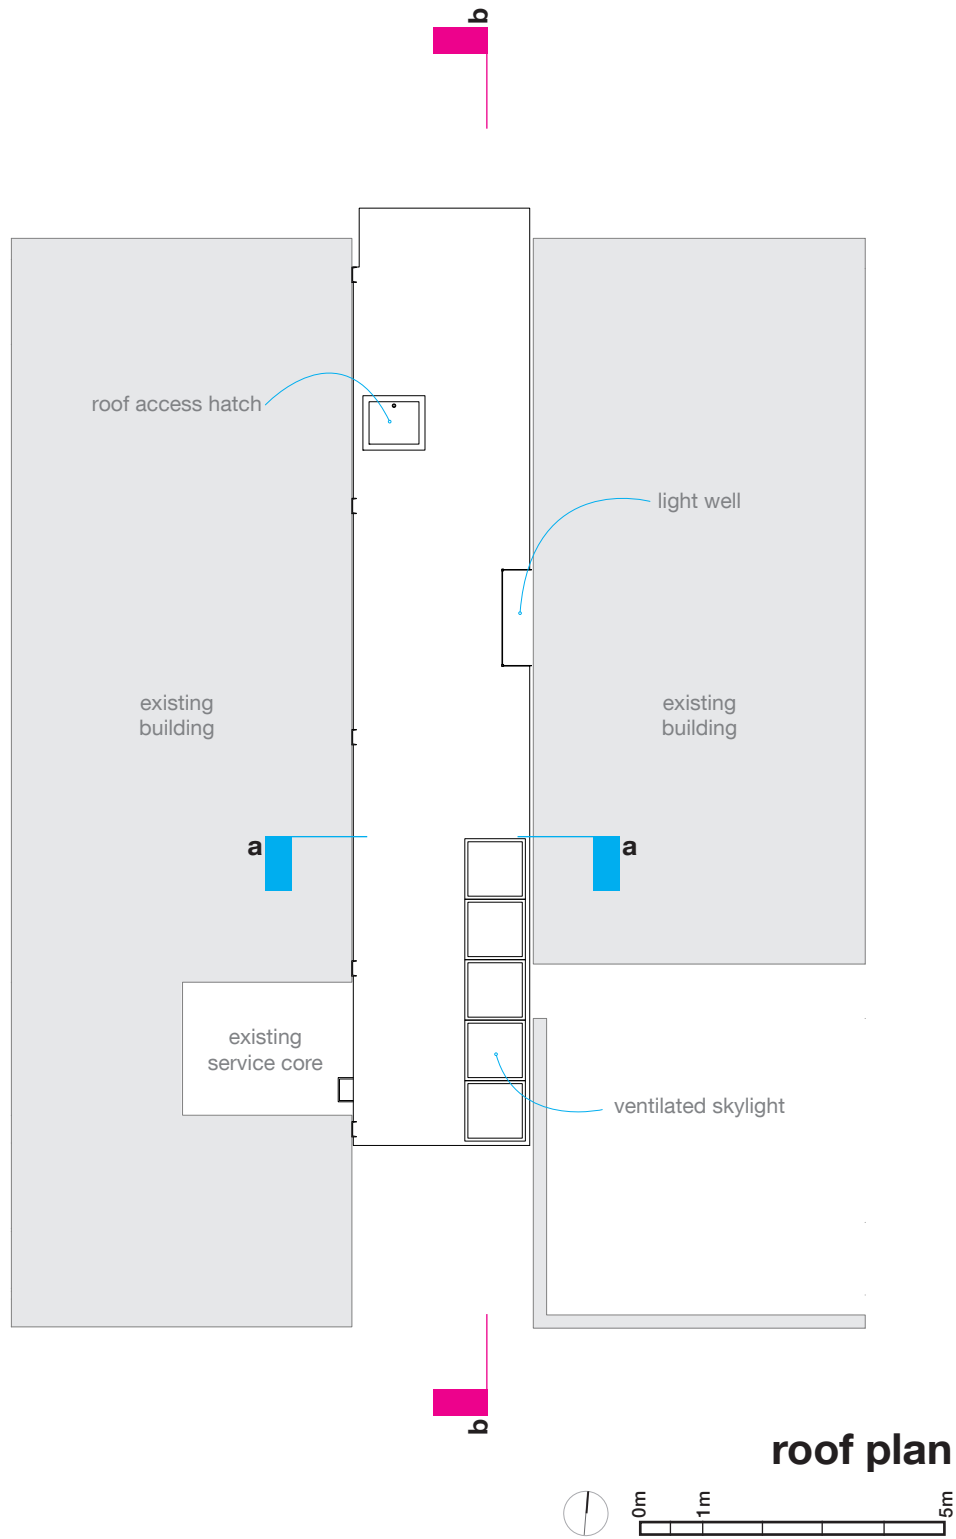 b
roof access hatch
light well
existing
building
existing
building
a
a
existing
service core
ventilated skylight
b
roof plan
0m
1m
5m